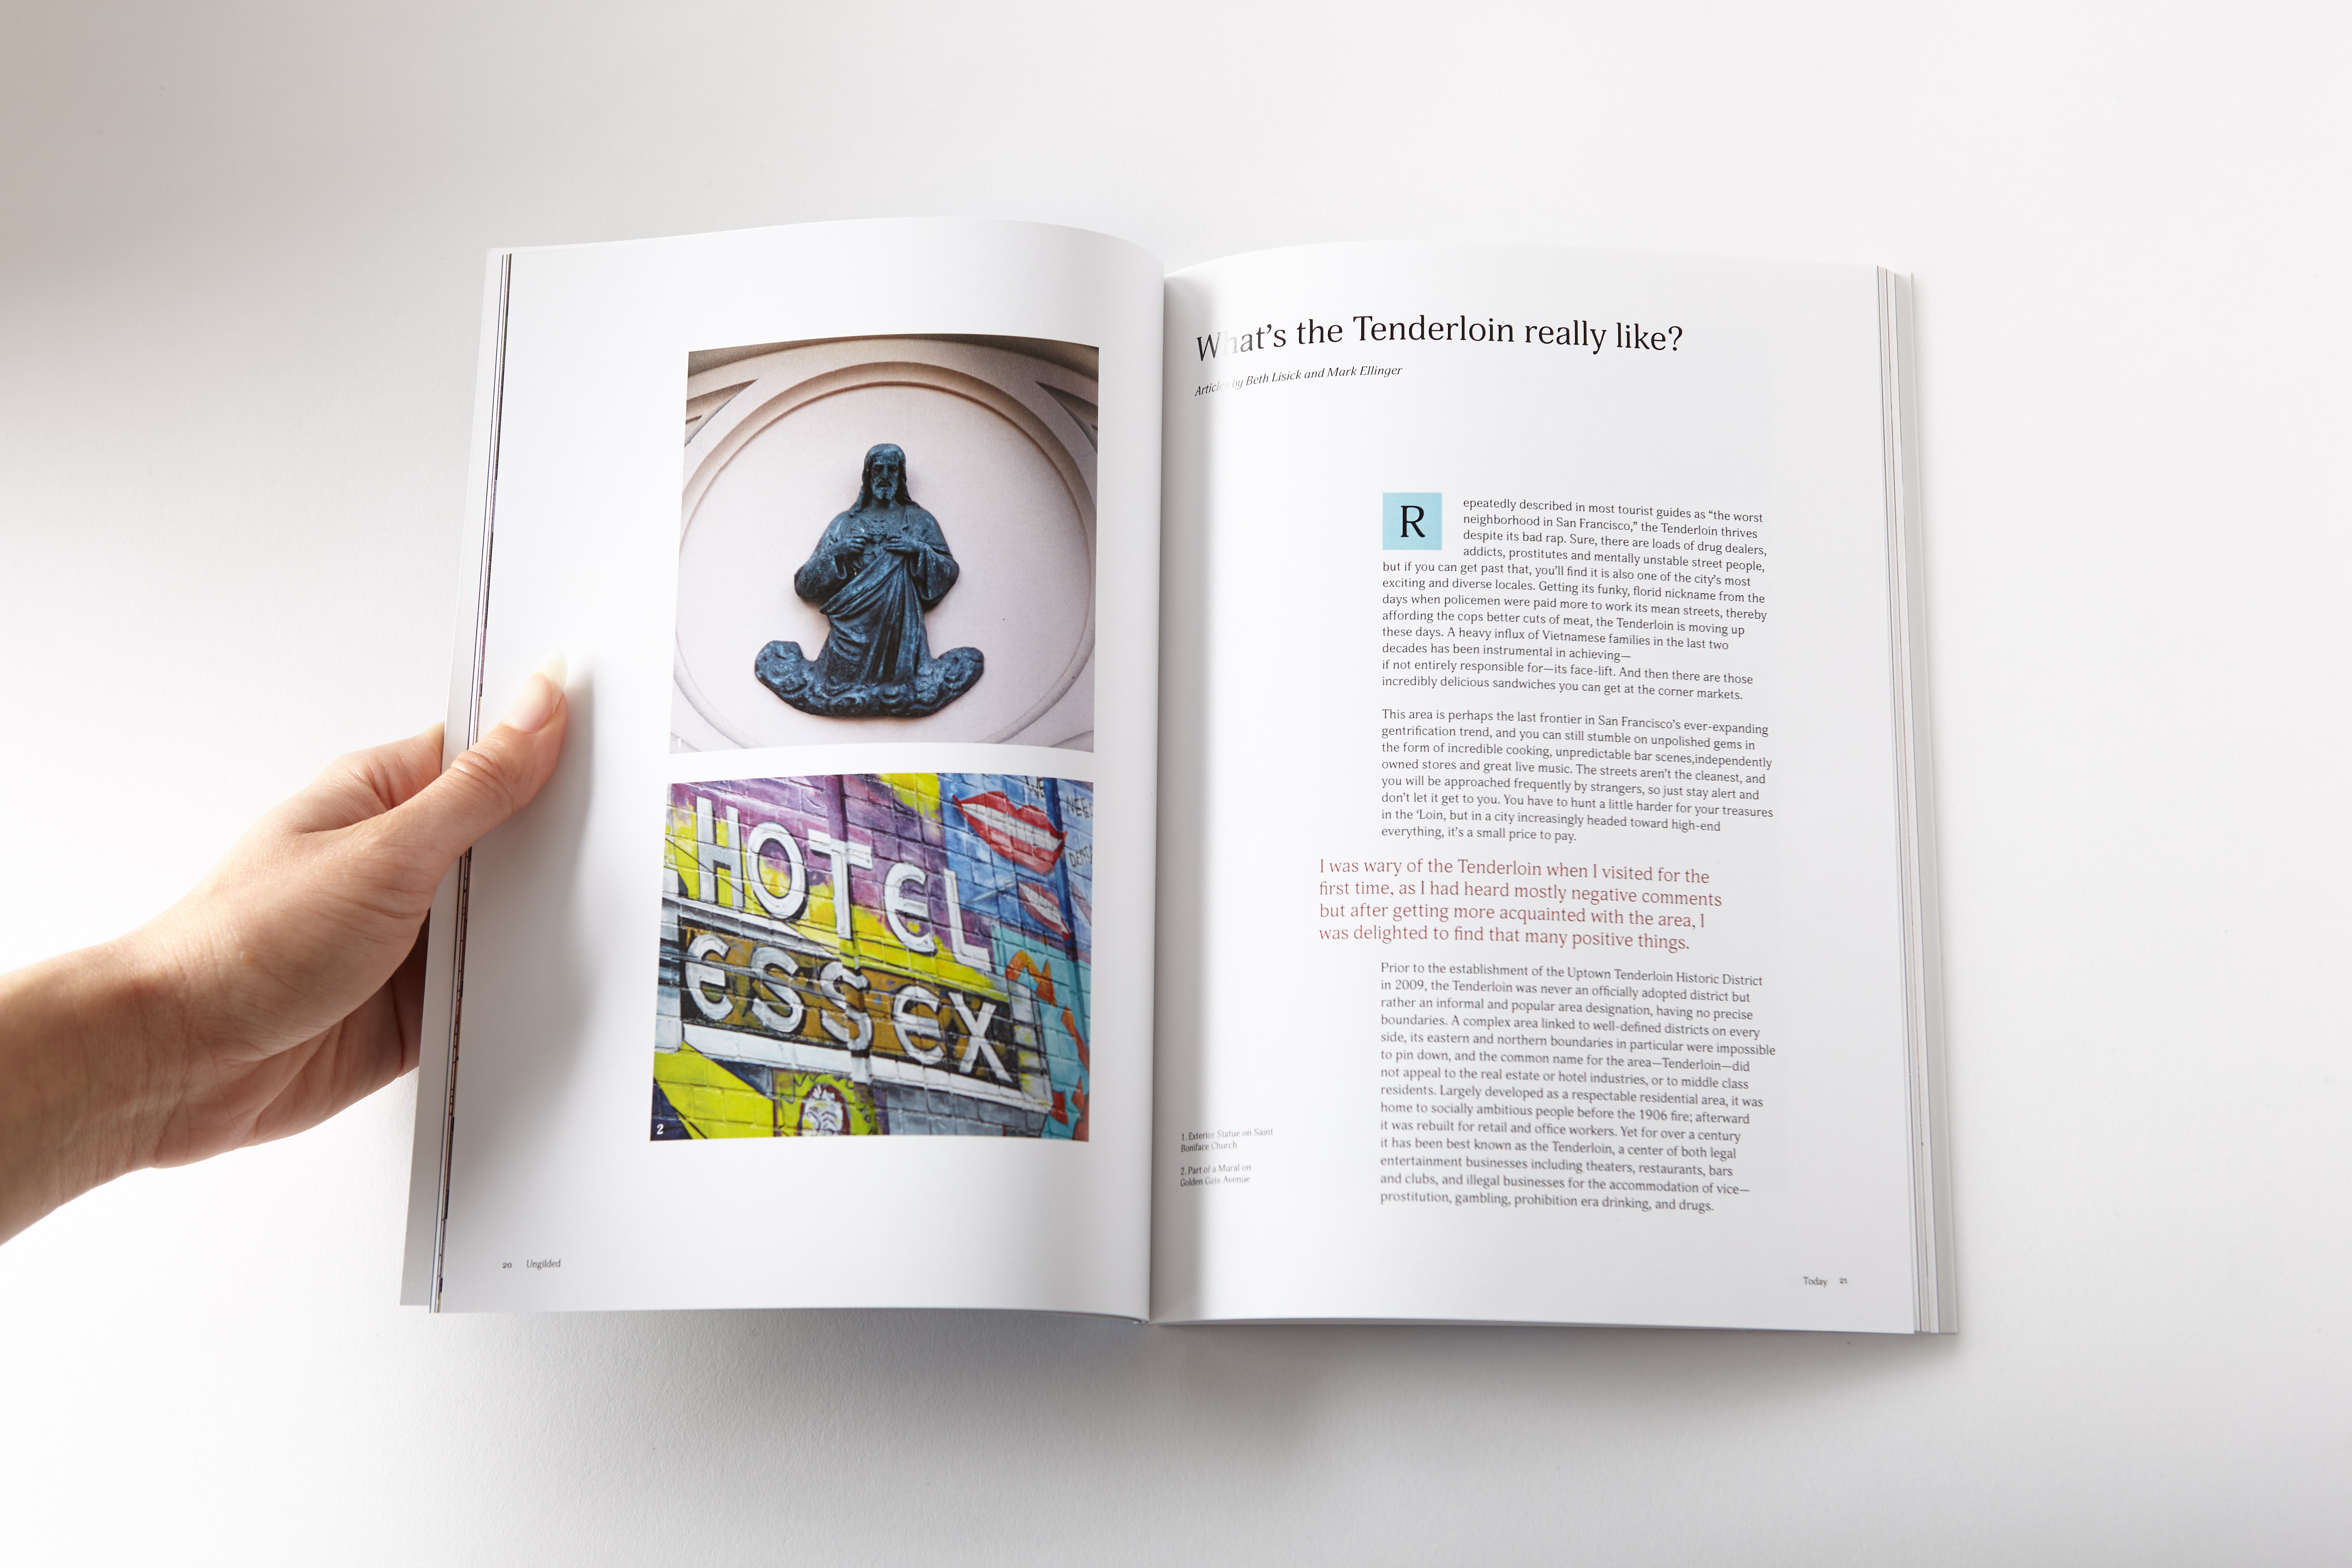 1
HOTEL
ESSEX
NEE
2
20 Ungilded
What's the Tenderloin really like?
Articles by Beth Lisick and Mark Ellinger
R
epeatedly described in most tourist guides as “the worst
neighborhood in San Francisco,” the Tenderloin thrives
despite its bad rap. Sure, there are loads of drug dealers,
addicts, prostitutes and mentally unstable street people,
but if you can get past that, you’ll find it is also one of the city’s most
exciting and diverse locales. Getting its funky, florid nickname from the
days when policemen were paid more to work its mean streets, thereby
affording the cops better cuts of meat, the Tenderloin is moving up
these days. A heavy influx of Vietnamese families in the last two
decades has been instrumental in achieving—
if not entirely responsible for—its face-lift. And then there are those
incredibly delicious sandwiches you can get at the corner markets.
This area is perhaps the last frontier in San Francisco’s ever-expanding
gentrification trend, and you can still stumble on unpolished gems in
the form of incredible cooking, unpredictable bar scenes,independently
owned stores and great live music. The streets aren’t the cleanest, and
you will be approached frequently by strangers, so just stay alert and
don’t let it get to you. You have to hunt a little harder for your treasures
in the ‘Loin, but in a city increasingly headed toward high-end
everything, it’s a small price to pay.
I was wary of the Tenderloin when I visited for the
first time, as I had heard mostly negative comments
but after getting more acquainted with the area, I
was delighted to find that many positive things.
Prior to the establishment of the Uptown Tenderloin Historic District
in 2009, the Tenderloin was never an officially adopted district but
rather an informal and popular area designation, having no precise
boundaries. A complex area linked to well-defined districts on every
side, its eastern and northern boundaries in particular were impossible
to pin down, and the common name for the area—Tenderloin—did
not appeal to the real estate or hotel industries, or to middle class
residents. Largely developed as a respectable residential area, it was
home to socially ambitious people before the 1906 fire; afterward
it was rebuilt for retail and office workers. Yet for over a century
it has been best known as the Tenderloin, a center of both legal
entertainment businesses including theaters, restaurants, bars
and clubs, and illegal businesses for the accommodation of vice—
prostitution, gambling, prohibition era drinking, and drugs.
1. Exterior Statue on Saint
Boniface Church
2. Part of a Mural on
Golden Gate Avenue
Today 21